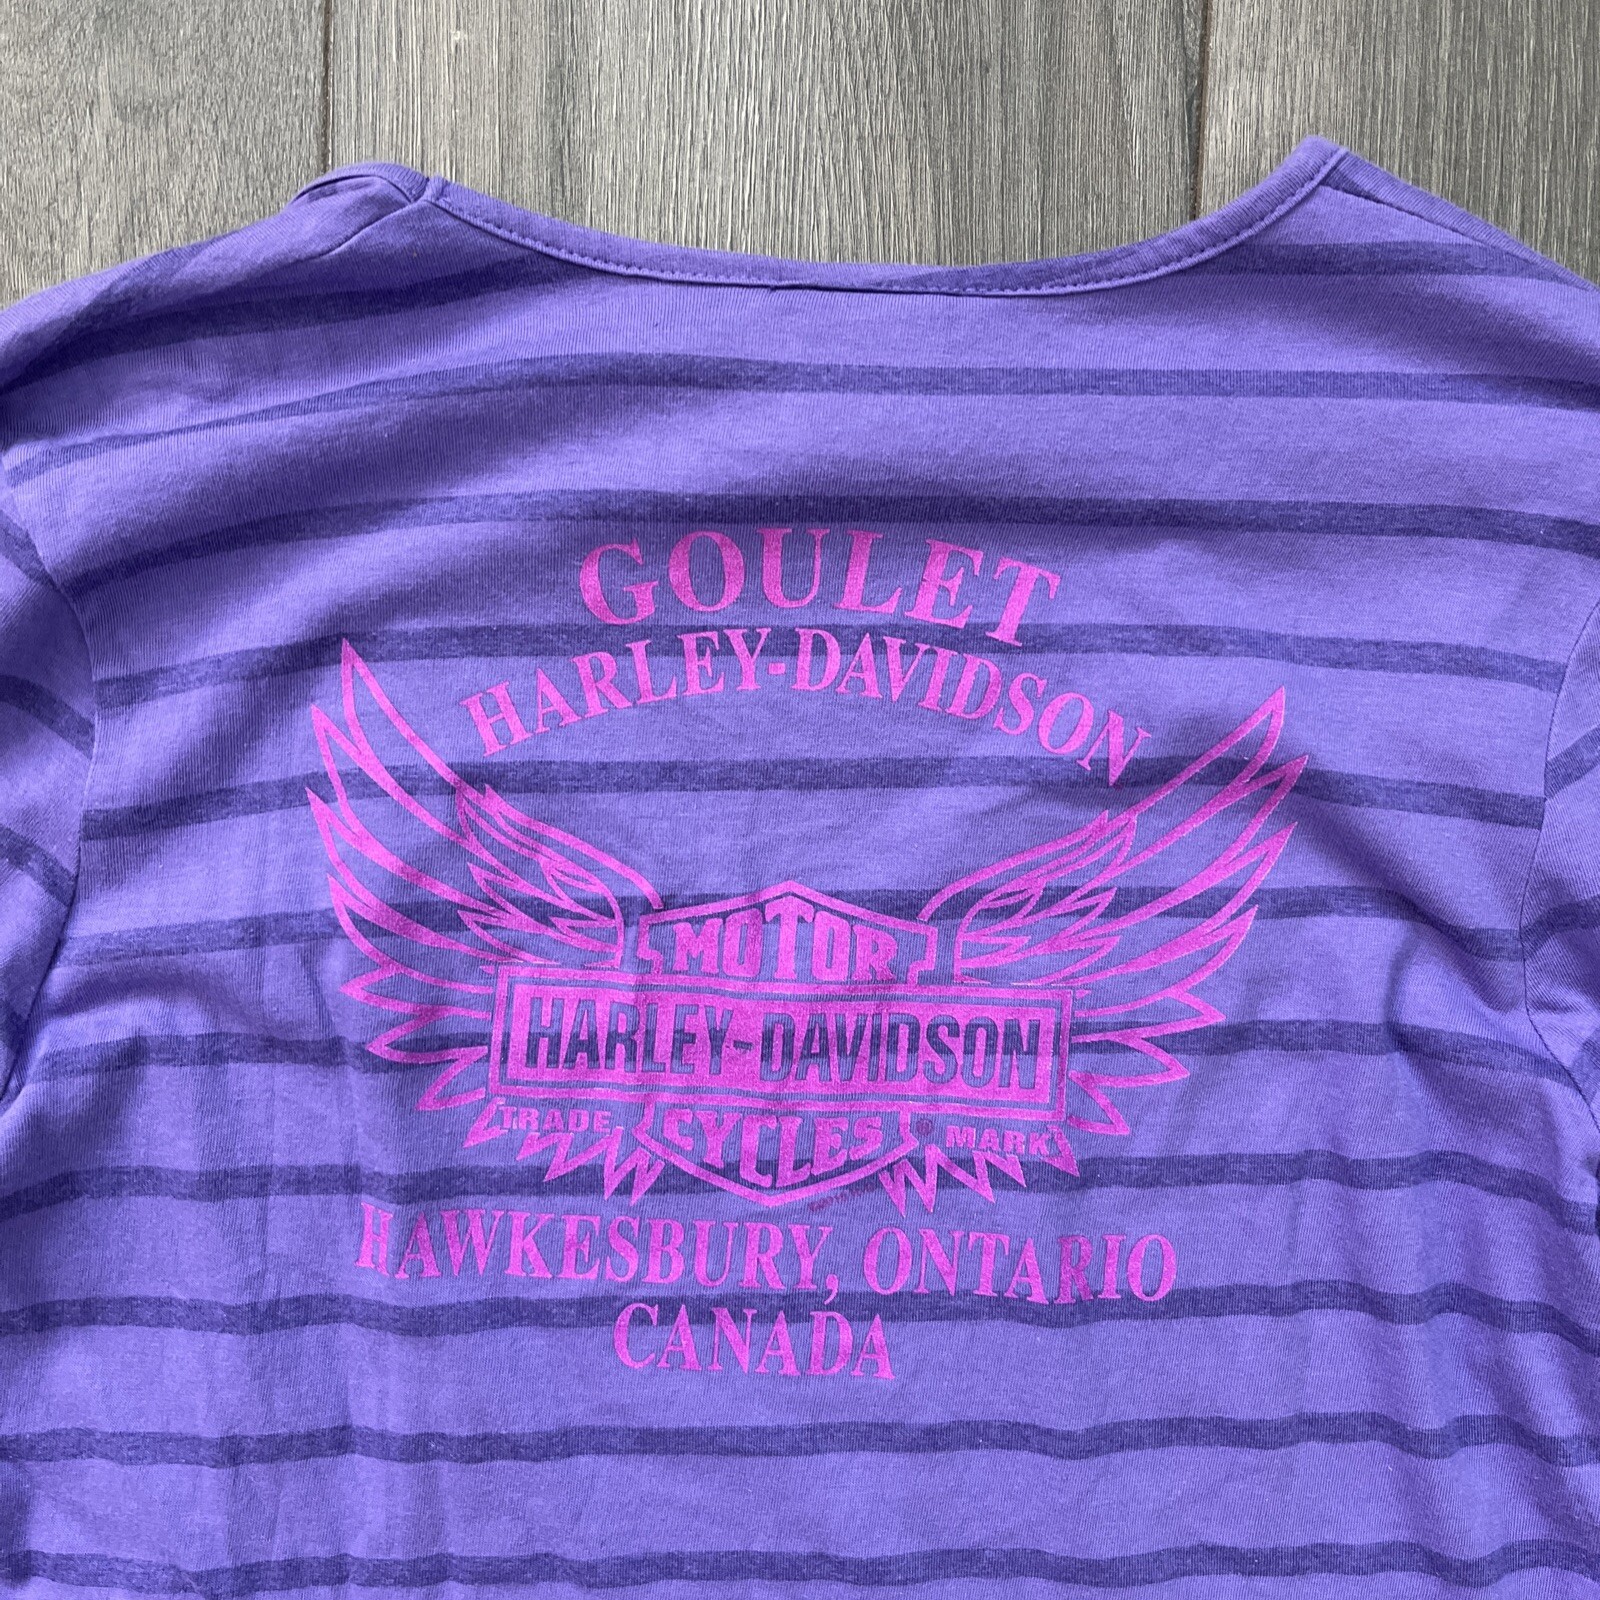 GOULET
HARLEY-DAVIDSON
MOTOR
HARLEY-DAVIDSON
TRADE MARK
CYCLES ®
HAWKESBURY, ONTARIO
CANADA